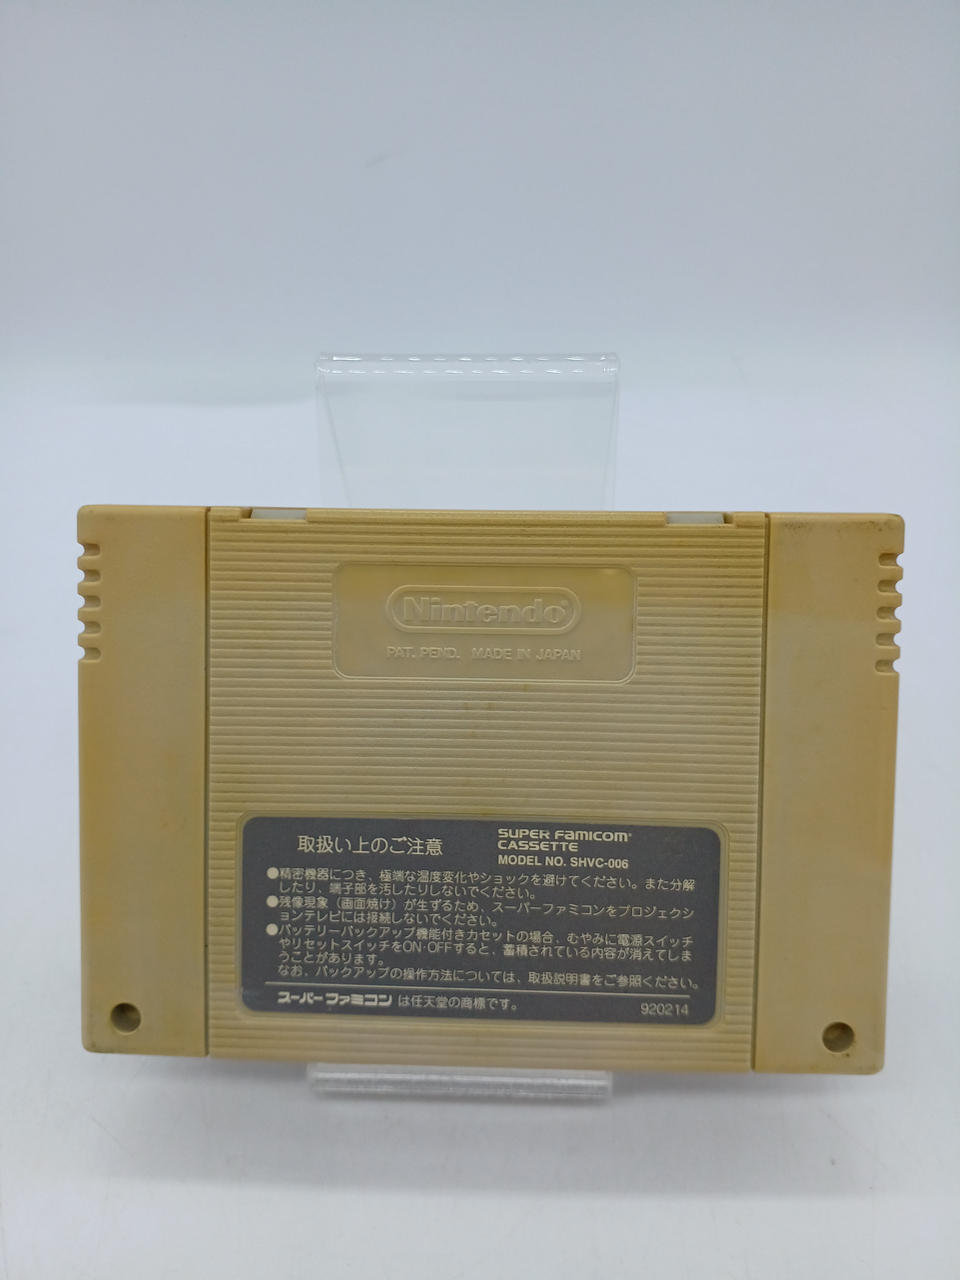 Nintendo®
PAT. PEND. MADE IN JAPAN
取扱い上のご注意
SUPER FAMICOM®
CASSETTE
MODEL NO. SHVC-006
●精密機器につき、極端な温度変化やショックを避けてください。また分解
したり、端子部を汚したりしないでください。
●残像現象（画面焼け）が生ずるため、スーパーファミコンをプロジェクシ
ョンテレビには接続しないでください。
●バッテリーバックアップ機能付きカセットの場合、むやみに電源スイッチ
やリセットスイッチをON·OFFすると、蓄積されている内容が消えてしま
うことがあります。
なお、バックアップの操作方法については、取扱説明書をご参照ください。
スーパーファミコン は任天堂の商標です。
920214